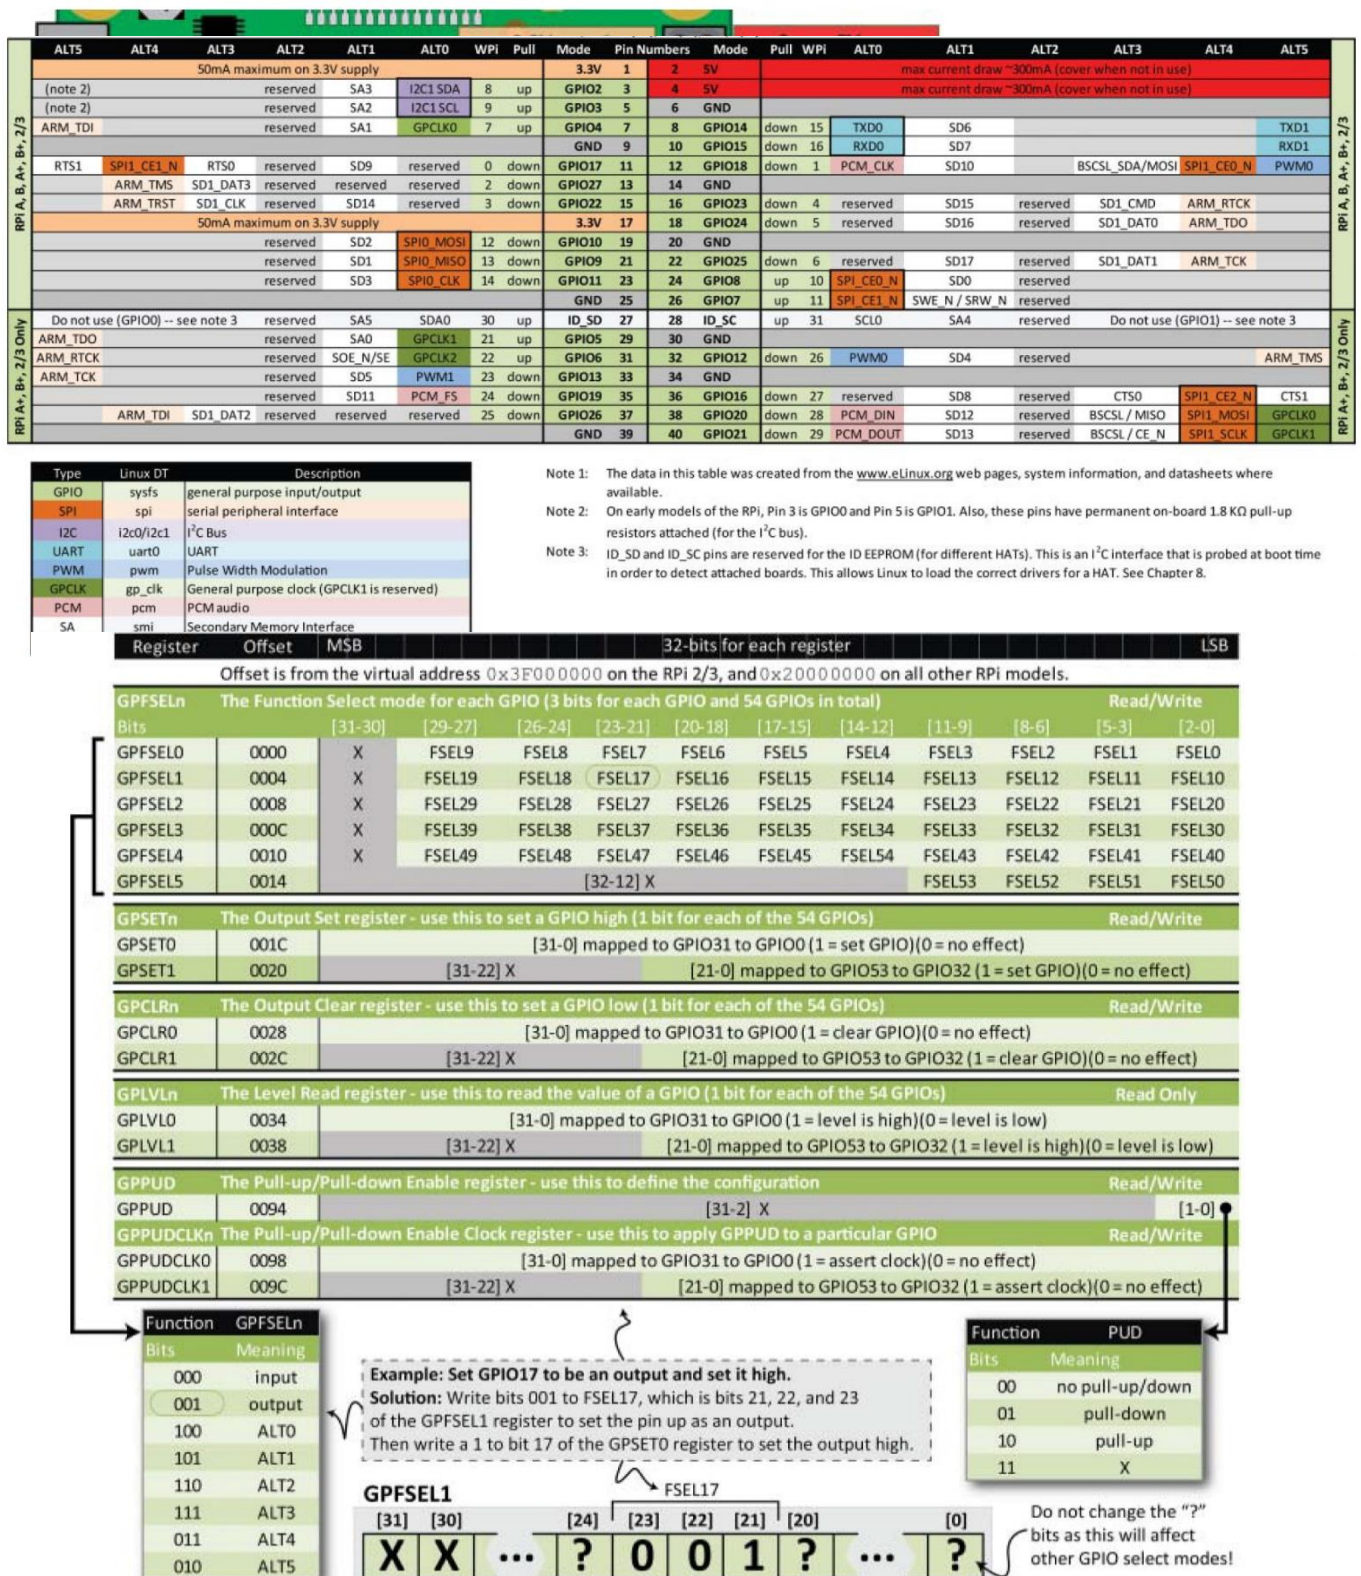 ALT5 ALT4 ALT3 ALT2 ALT1 ALT0 WPi Pull Mode Pin Numbers Mode Pull WPi ALT0 ALT1 ALT2 ALT3 ALT4 ALT5
50mA maximum on 3.3V supply 3.3V 1 2 5V max current draw ~300mA (cover when not in use)
(note 2) reserved SA3 I2C1 SDA 8 up GPIO2 3 4 5V max current draw ~300mA (cover when not in use)
(note 2) reserved SA2 I2C1 SCL 9 up GPIO3 5 6 GND
ARM_TDI reserved SA1 GPCLK0 7 up GPIO4 7 8 GPIO14 down 15 TXD0 SD6 TXD1
GND 9 10 GPIO15 down 16 RXD0 SD7 RXD1
RTS1 SPI1_CE1_N RTS0 reserved SD9 reserved 0 down GPIO17 11 12 GPIO18 down 1 PCM_CLK SD10 BSCSL_SDA/MOSI SPI1_CE0_N PWM0
ARM_TMS SD1_DAT3 reserved reserved reserved 2 down GPIO27 13 14 GND
ARM_TRST SD1_CLK reserved SD14 reserved 3 down GPIO22 15 16 GPIO23 down 4 reserved SD15 reserved SD1_CMD ARM_RTCK
50mA maximum on 3.3V supply 3.3V 17 18 GPIO24 down 5 reserved SD16 reserved SD1_DAT0 ARM_TDO
reserved SD2 SPI0_MOSI 12 down GPIO10 19 20 GND
reserved SD1 SPI0_MISO 13 down GPIO9 21 22 GPIO25 down 6 reserved SD17 reserved SD1_DAT1 ARM_TCK
reserved SD3 SPI0_CLK 14 down GPIO11 23 24 GPIO8 up 10 SPI_CE0_N SD0 reserved
GND 25 26 GPIO7 up 11 SPI_CE1_N SWE_N / SRW_N reserved
RPi A, B, A+, B+, 2/3
RPi A, B, A+, B+, 2/3
Do not use (GPIO0) -- see note 3 reserved SA5 SDA0 30 up ID_SD 27 28 ID_SC up 31 SCL0 SA4 reserved Do not use (GPIO1) -- see note 3
ARM_TDO reserved SA0 GPCLK1 21 up GPIO5 29 30 GND
ARM_RTCK reserved SOE_N/SE GPCLK2 22 up GPIO6 31 32 GPIO12 down 26 PWM0 SD4 reserved ARM_TMS
ARM_TCK reserved SD5 PWM1 23 down GPIO13 33 34 GND
reserved SD11 PCM_FS 24 down GPIO19 35 36 GPIO16 down 27 reserved SD8 reserved CTS0 SPI1_CE2_N CTS1
ARM_TDI SD1_DAT2 reserved reserved reserved 25 down GPIO26 37 38 GPIO20 down 28 PCM_DIN SD12 reserved BSCSL / MISO SPI1_MOSI GPCLK0
GND 39 40 GPIO21 down 29 PCM_DOUT SD13 reserved BSCSL / CE_N SPI1_SCLK GPCLK1
RPi A+, B+, 2/3 Only
RPi A+, B+, 2/3 Only
Type Linux DT Description
GPIO sysfs general purpose input/output
SPI spi serial peripheral interface
I2C i2c0/i2c1 I²C Bus
UART uart0 UART
PWM pwm Pulse Width Modulation
GPCLK gp_clk General purpose clock (GPCLK1 is reserved)
PCM pcm PCM audio
SA smi Secondary Memory Interface
Note 1: The data in this table was created from the www.eLinux.org web pages, system information, and datasheets where
available.
Note 2: On early models of the RPi, Pin 3 is GPIO0 and Pin 5 is GPIO1. Also, these pins have permanent on-board 1.8 KΩ pull-up
resistors attached (for the I²C bus).
Note 3: ID_SD and ID_SC pins are reserved for the ID EEPROM (for different HATs). This is an I²C interface that is probed at boot time
in order to detect attached boards. This allows Linux to load the correct drivers for a HAT. See Chapter 8.
Register Offset MSB 32-bits for each register LSB
Offset is from the virtual address 0x3F000000 on the RPi 2/3, and 0x20000000 on all other RPi models.
GPFSELn The Function Select mode for each GPIO (3 bits for each GPIO and 54 GPIOs in total) Read/Write
Bits [31-30] [29-27] [26-24] [23-21] [20-18] [17-15] [14-12] [11-9] [8-6] [5-3] [2-0]
GPFSEL0 0000 X FSEL9 FSEL8 FSEL7 FSEL6 FSEL5 FSEL4 FSEL3 FSEL2 FSEL1 FSEL0
GPFSEL1 0004 X FSEL19 FSEL18 FSEL17 FSEL16 FSEL15 FSEL14 FSEL13 FSEL12 FSEL11 FSEL10
GPFSEL2 0008 X FSEL29 FSEL28 FSEL27 FSEL26 FSEL25 FSEL24 FSEL23 FSEL22 FSEL21 FSEL20
GPFSEL3 000C X FSEL39 FSEL38 FSEL37 FSEL36 FSEL35 FSEL34 FSEL33 FSEL32 FSEL31 FSEL30
GPFSEL4 0010 X FSEL49 FSEL48 FSEL47 FSEL46 FSEL45 FSEL54 FSEL43 FSEL42 FSEL41 FSEL40
GPFSEL5 0014 [32-12] X FSEL53 FSEL52 FSEL51 FSEL50
GPSETn The Output Set register - use this to set a GPIO high (1 bit for each of the 54 GPIOs) Read/Write
GPSET0 001C [31-0] mapped to GPIO31 to GPIO0 (1 = set GPIO)(0 = no effect)
GPSET1 0020 [31-22] X [21-0] mapped to GPIO53 to GPIO32 (1 = set GPIO)(0 = no effect)
GPCLRn The Output Clear register - use this to set a GPIO low (1 bit for each of the 54 GPIOs) Read/Write
GPCLR0 0028 [31-0] mapped to GPIO31 to GPIO0 (1 = clear GPIO)(0 = no effect)
GPCLR1 002C [31-22] X [21-0] mapped to GPIO53 to GPIO32 (1 = clear GPIO)(0 = no effect)
GPLVLn The Level Read register - use this to read the value of a GPIO (1 bit for each of the 54 GPIOs) Read Only
GPLVL0 0034 [31-0] mapped to GPIO31 to GPIO0 (1 = level is high)(0 = level is low)
GPLVL1 0038 [31-22] X [21-0] mapped to GPIO53 to GPIO32 (1 = level is high)(0 = level is low)
GPPUD The Pull-up/Pull-down Enable register - use this to define the configuration Read/Write
GPPUD 0094 [31-2] X [1-0]
GPPUDCLKn The Pull-up/Pull-down Enable Clock register - use this to apply GPPUD to a particular GPIO Read/Write
GPPUDCLK0 0098 [31-0] mapped to GPIO31 to GPIO0 (1 = assert clock)(0 = no effect)
GPPUDCLK1 009C [31-22] X [21-0] mapped to GPIO53 to GPIO32 (1 = assert clock)(0 = no effect)
Function GPFSELn
Bits Meaning
000 input
001 output
100 ALT0
101 ALT1
110 ALT2
111 ALT3
011 ALT4
010 ALT5
Example: Set GPIO17 to be an output and set it high.
Solution: Write bits 001 to FSEL17, which is bits 21, 22, and 23
of the GPFSEL1 register to set the pin up as an output.
Then write a 1 to bit 17 of the GPSET0 register to set the output high.
Function PUD
Bits Meaning
00 no pull-up/down
01 pull-down
10 pull-up
11 X
GPFSEL1 FSEL17
[31] [30] [24] [23] [22] [21] [20] [0]
X X ... ? 0 0 1 ? ... ?
Do not change the "?"
bits as this will affect
other GPIO select modes!